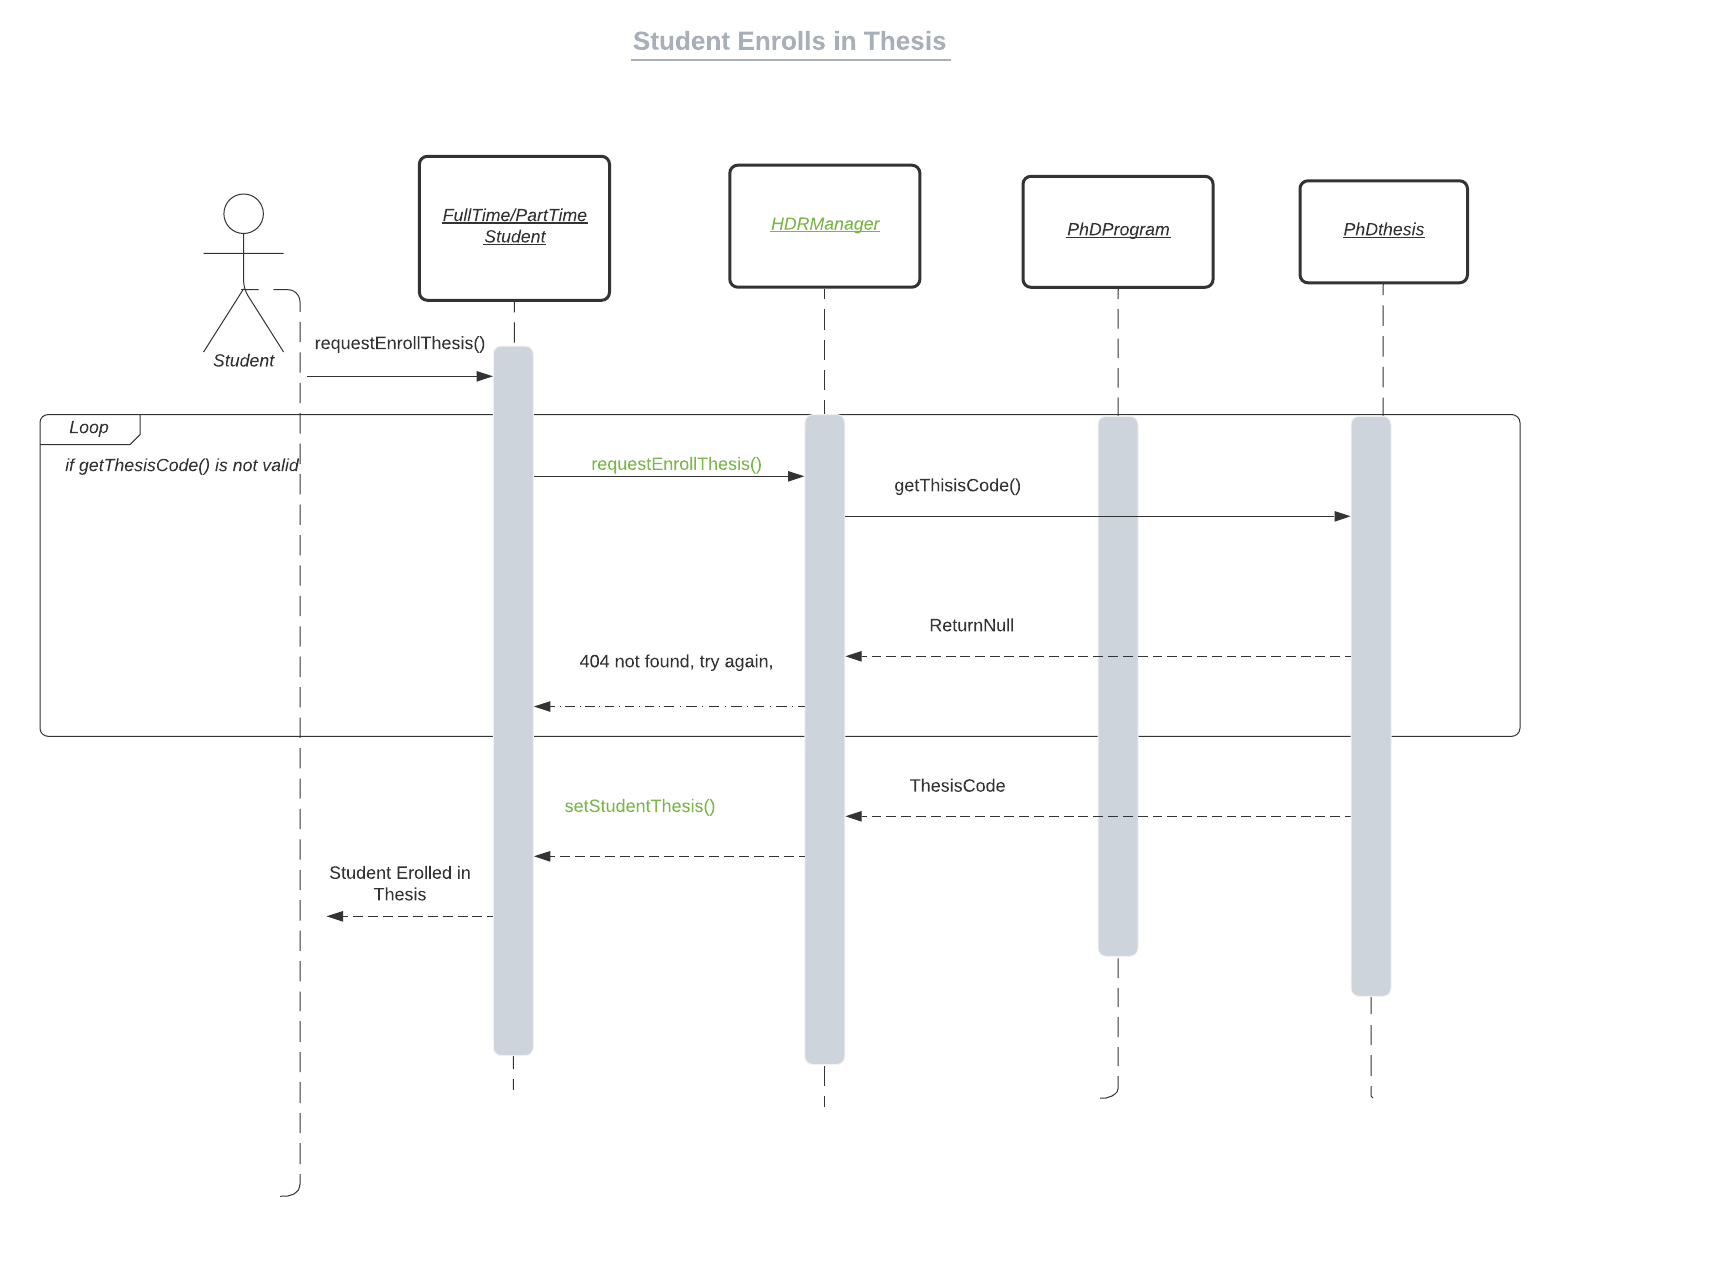 Student Enrolls in Thesis
FullTime/PartTime
Student
HDRManager
PhDProgram
PhDthesis
Student
requestEnrollThesis()
Loop
if getThesisCode() is not valid
requestEnrollThesis()
getThisisCode()
ReturnNull
404 not found, try again,
ThesisCode
setStudentThesis()
Student Erolled in
Thesis